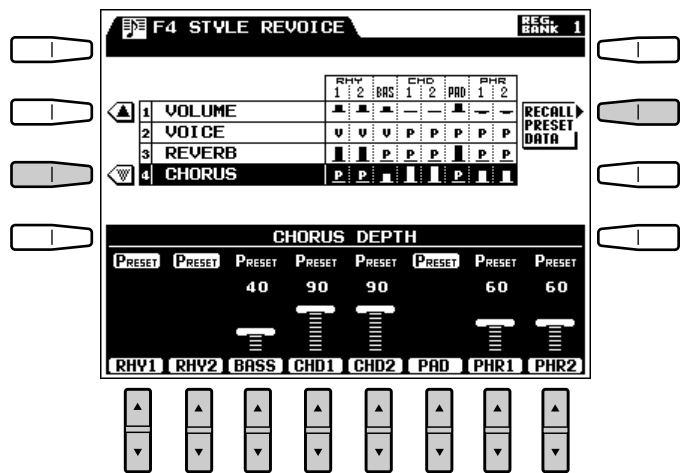 F4 STYLE REVOICE
REG. BANK 1
RHY CHD PHR
1 2 BAS 1 2 PAD 1 2
1 VOLUME
RECALL
PRESET
DATA
2 VOICE V V V P P P P P
3 REVERB P P P P P
4 CHORUS P P P
CHORUS DEPTH
PRESET PRESET PRESET PRESET PRESET PRESET PRESET PRESET
40 90 90 60 60
RHY1 RHY2 BASS CHD1 CHD2 PAD PHR1 PHR2